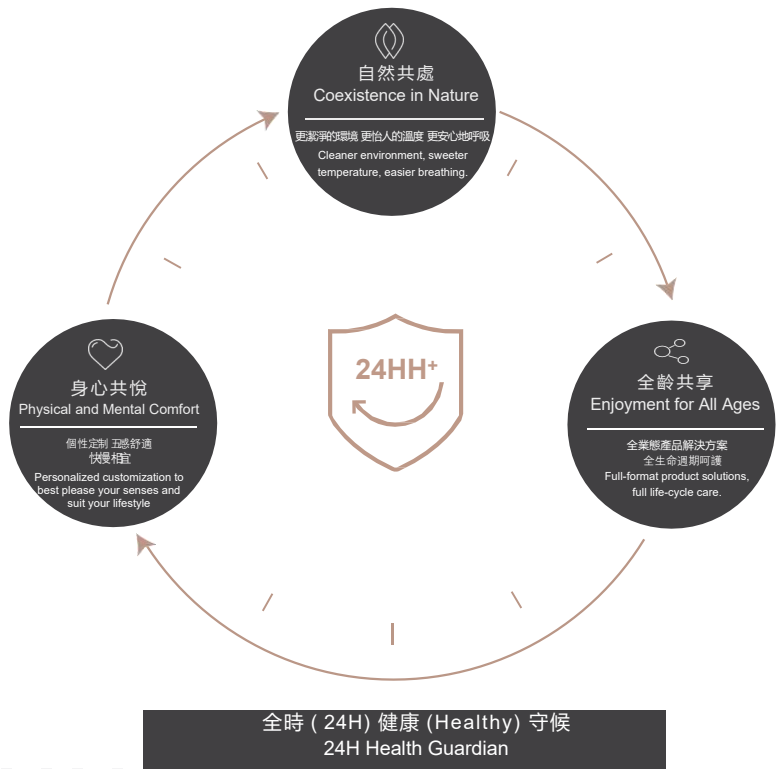 自然共處
Coexistence in Nature
更潔淨的環境 更怡人的溫度 更安心地呼吸
Cleaner environment, sweeter
temperature, easier breathing.
24HH+
身心共悅
Physical and Mental Comfort
個性定制 五感舒適
快慢相宜
Personalized customization to
best please your senses and
suit your lifestyle
全齡共享
Enjoyment for All Ages
全業態產品解決方案
全生命週期呵護
Full-format product solutions,
full life-cycle care.
全時 ( 24H) 健康 (Healthy) 守候
24H Health Guardian